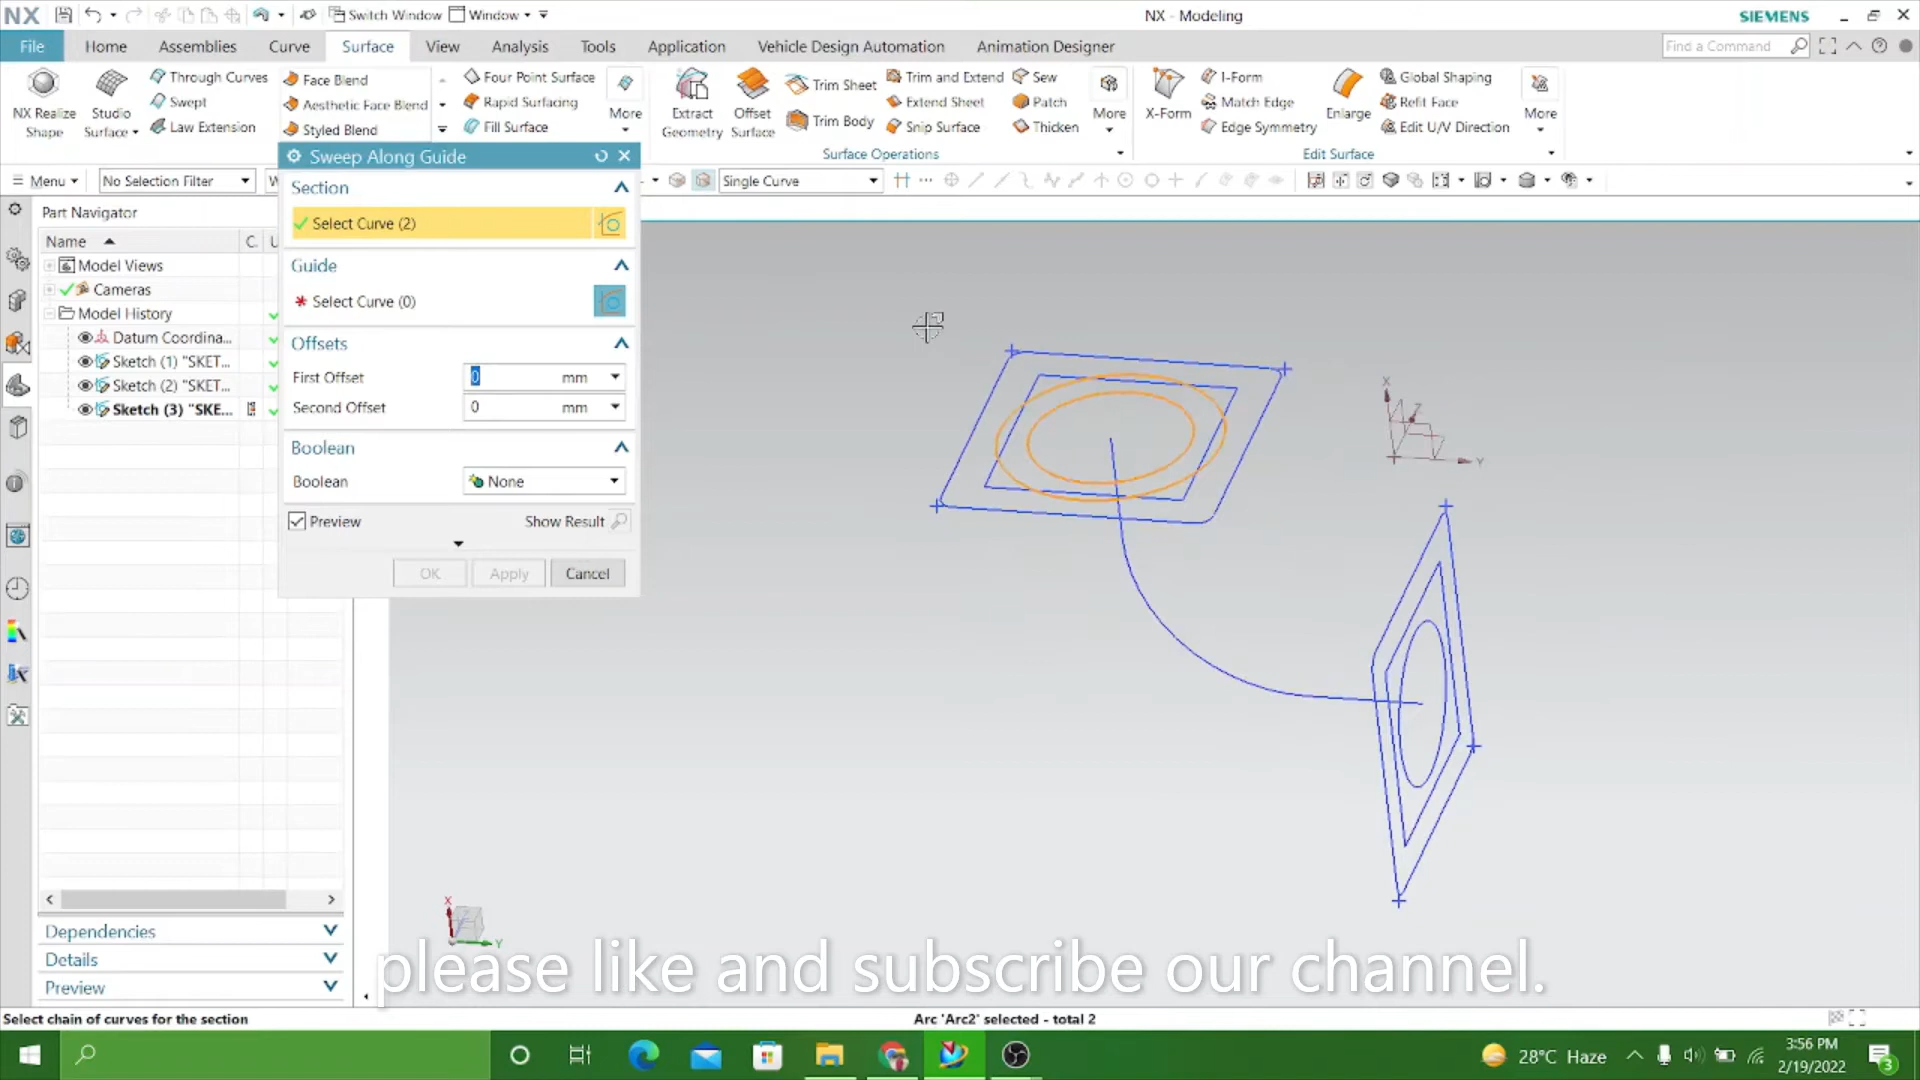 NX
Switch Window
Window
NX - Modeling
SIEMENS
File
Home
Assemblies
Curve
Surface
View
Analysis
Tools
Application
Vehicle Design Automation
Animation Designer
Find a Command
NX Realize
Shape
Studio
Surface
Through Curves
Swept
Law Extension
Face Blend
Aesthetic Face Blend
Styled Blend
Four Point Surface
Rapid Surfacing
Fill Surface
More
Extract
Geometry
Offset
Surface
Trim Sheet
Trim Body
Trim and Extend
Extend Sheet
Snip Surface
Sew
Patch
Thicken
More
Surface Operations
X-Form
I-Form
Match Edge
Edge Symmetry
Enlarge
Global Shaping
Refit Face
Edit U/V Direction
More
Edit Surface
Menu
No Selection Filter
W
Single Curve
Sweep Along Guide
Section
Select Curve (2)
Guide
* Select Curve (0)
Offsets
First Offset
0
mm
Second Offset
0
mm
Boolean
Boolean
None
Preview
Show Result
OK
Apply
Cancel
Part Navigator
Name
C
U
Model Views
Cameras
Model History
Datum Coordina...
Sketch (1) "SKET...
Sketch (2) "SKET...
Sketch (3) "SKE...
Dependencies
Details
Preview
X
Z
Y
X
Y
please like and subscribe our channel.
Select chain of curves for the section
Arc 'Arc2' selected - total 2
28°C Haze
3:56 PM
2/19/2022
3